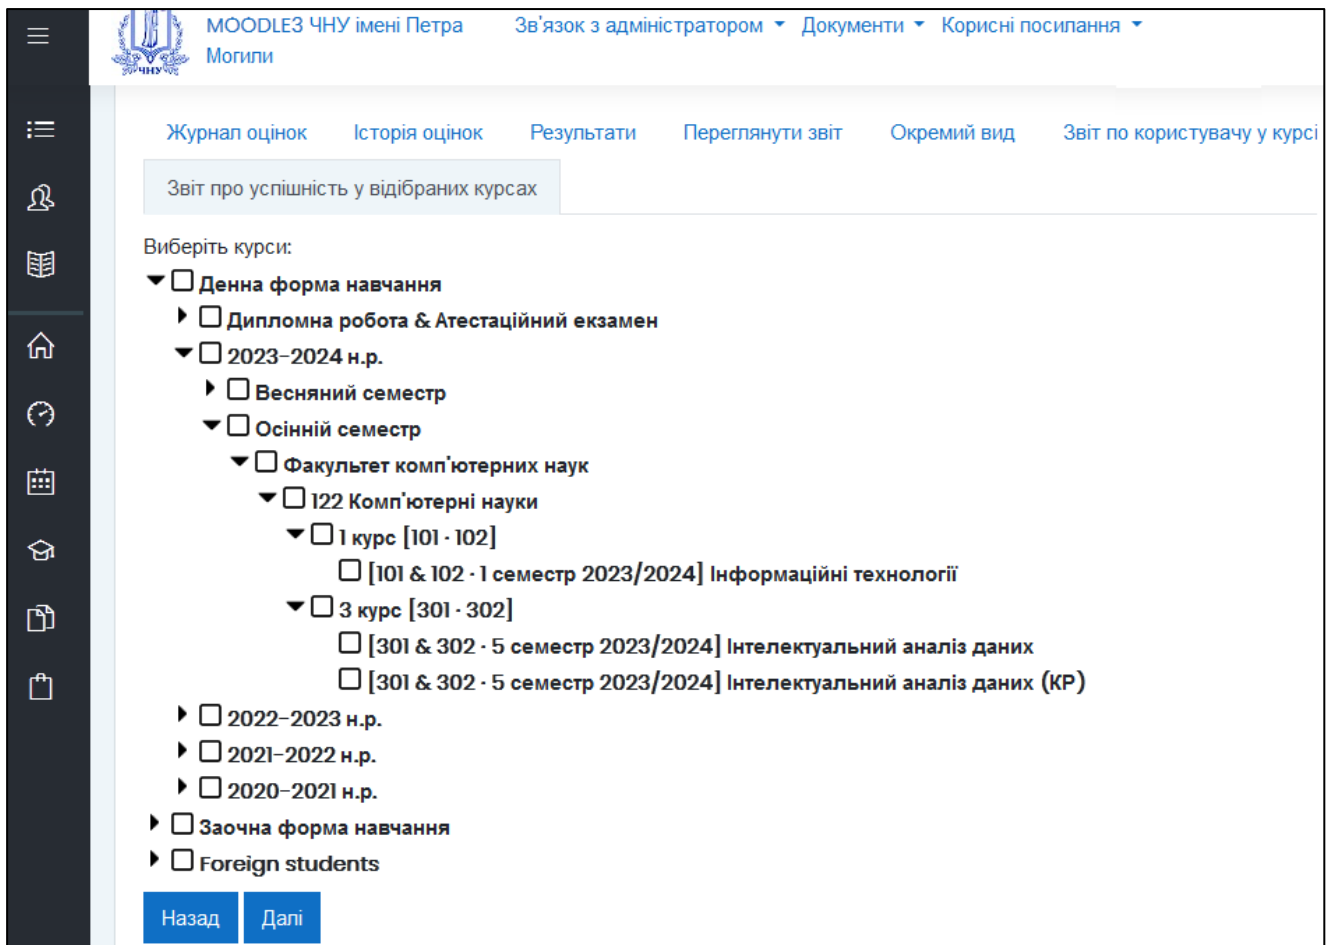 MOODLE3 ЧНУ імені Петра Могили
Зв'язок з адміністратором Документи Корисні посилання
ЧНУ
Журнал оцінок Історія оцінок Результати Переглянути звіт Окремий вид Звіт по користувачу у курсі
Звіт про успішність у відібраних курсах
Виберіть курси:
Денна форма навчання
Дипломна робота & Атестаційний екзамен
2023-2024 н.р.
Весняний семестр
Осінній семестр
Факультет комп'ютерних наук
122 Комп'ютерні науки
1 курс [101 · 102]
[101 & 102 · 1 семестр 2023/2024] Інформаційні технології
3 курс [301 · 302]
[301 & 302 · 5 семестр 2023/2024] Інтелектуальний аналіз даних
[301 & 302 · 5 семестр 2023/2024] Інтелектуальний аналіз даних (КР)
2022-2023 н.р.
2021-2022 н.р.
2020-2021 н.р.
Заочна форма навчання
Foreign students
Назад Далі